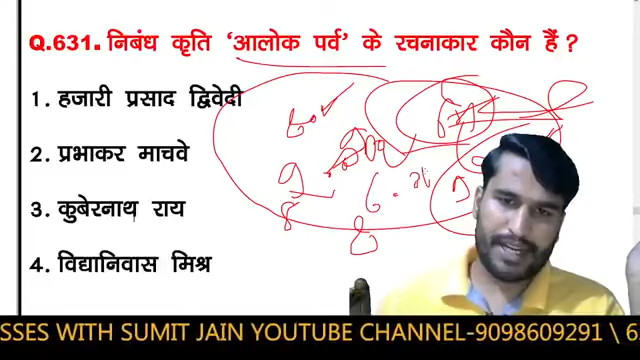 Q.631. निबंध कृति ‘आलोक पर्व’ के रचनाकार कौन हैं ?
1. हजारी प्रसाद द्विवेदी
2. प्रभाकर माचवे
3. कुबेरनाथ राय
4. विद्यानिवास मिश्र
SSES WITH SUMIT JAIN YOUTUBE CHANNEL-9098609291 \ 6